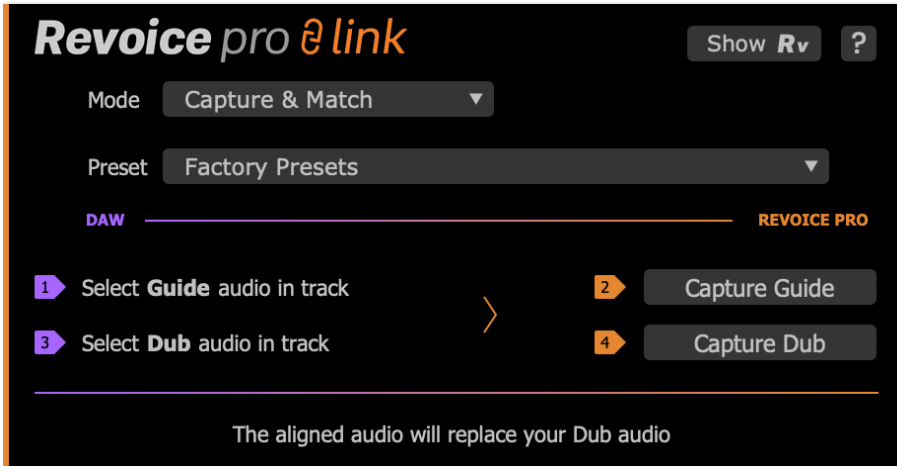 Revoice pro link
Show Rv ?
Mode Capture & Match
Preset Factory Presets
DAW REVOICE PRO
1 Select Guide audio in track
2 Capture Guide
3 Select Dub audio in track
4 Capture Dub
The aligned audio will replace your Dub audio